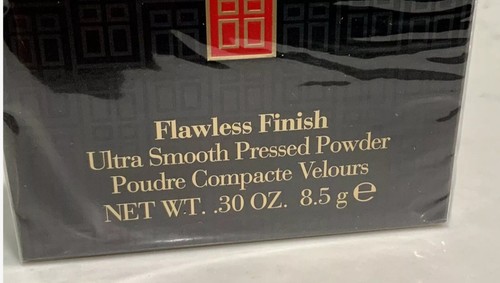 Flawless Finish
Ultra Smooth Pressed Powder
Poudre Compacte Velours
NET WT. .30 OZ. 8.5 g ℮